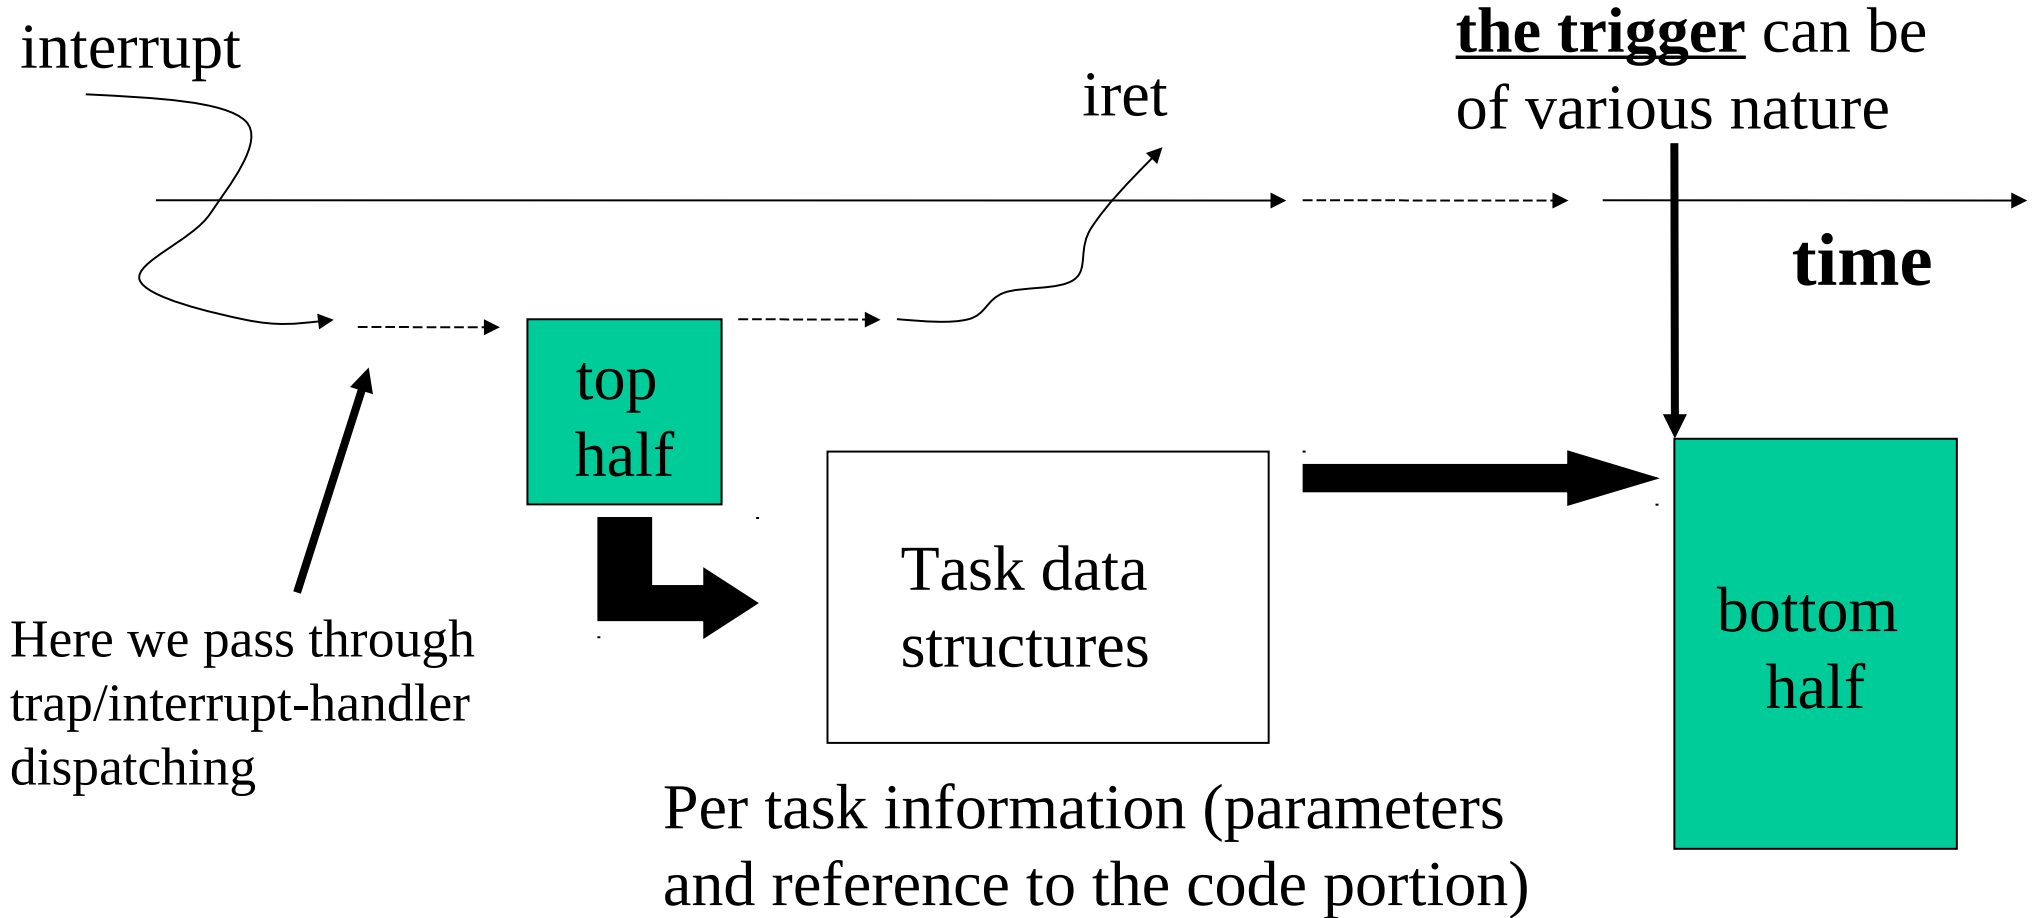 interrupt
the trigger can be
of various nature
iret
time
top
half
Task data
structures
bottom
half
Here we pass through
trap/interrupt-handler
dispatching
Per task information (parameters
and reference to the code portion)